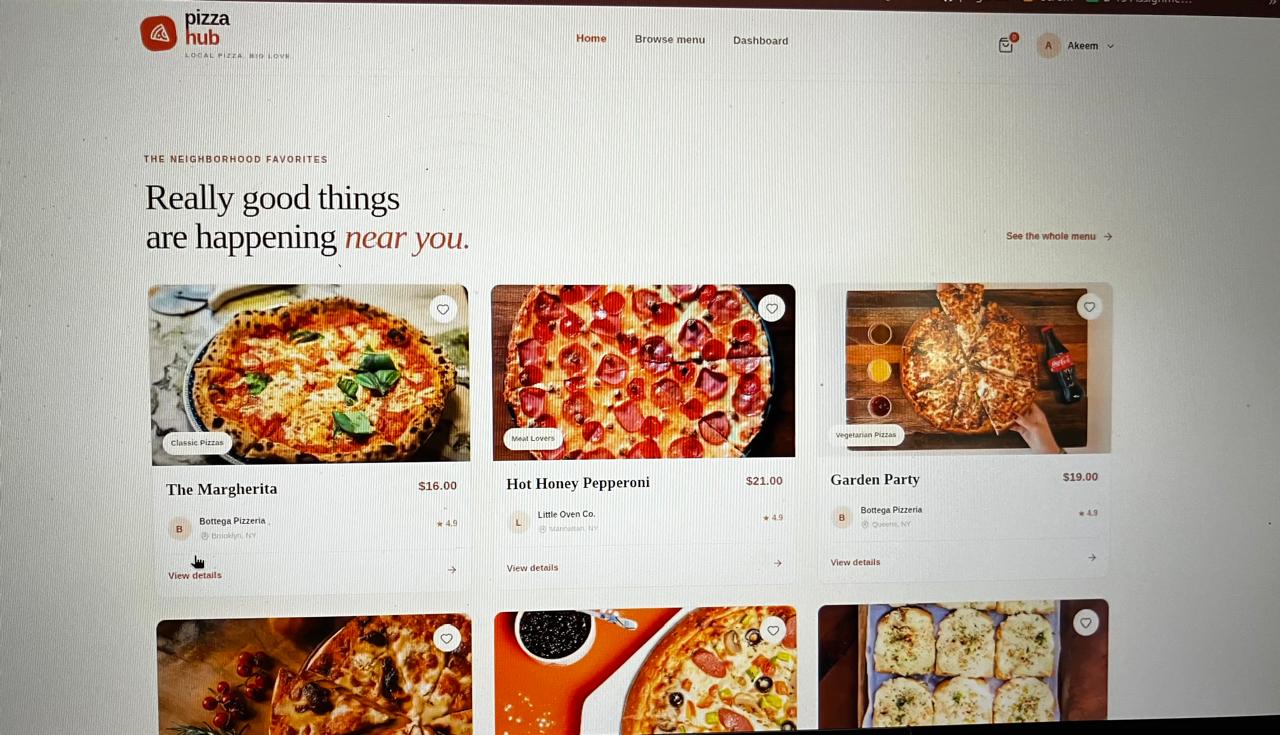 pizza
hub
LOCAL PIZZA. BIG LOVE.
Home
Browse menu
Dashboard
0
A
Akeem
THE NEIGHBORHOOD FAVORITES
Really good things
are happening near you.
See the whole menu →
Classic Pizzas
The Margherita
$16.00
B
Bottega Pizzeria
★ 4.9
Brooklyn, NY
View details →
Meat Lovers
Hot Honey Pepperoni
$21.00
L
Little Oven Co.
★ 4.9
Manhattan, NY
View details →
Coca-Cola
Vegetarian Pizzas
Garden Party
$19.00
B
Bottega Pizzeria
★ 4.9
Queens, NY
View details →